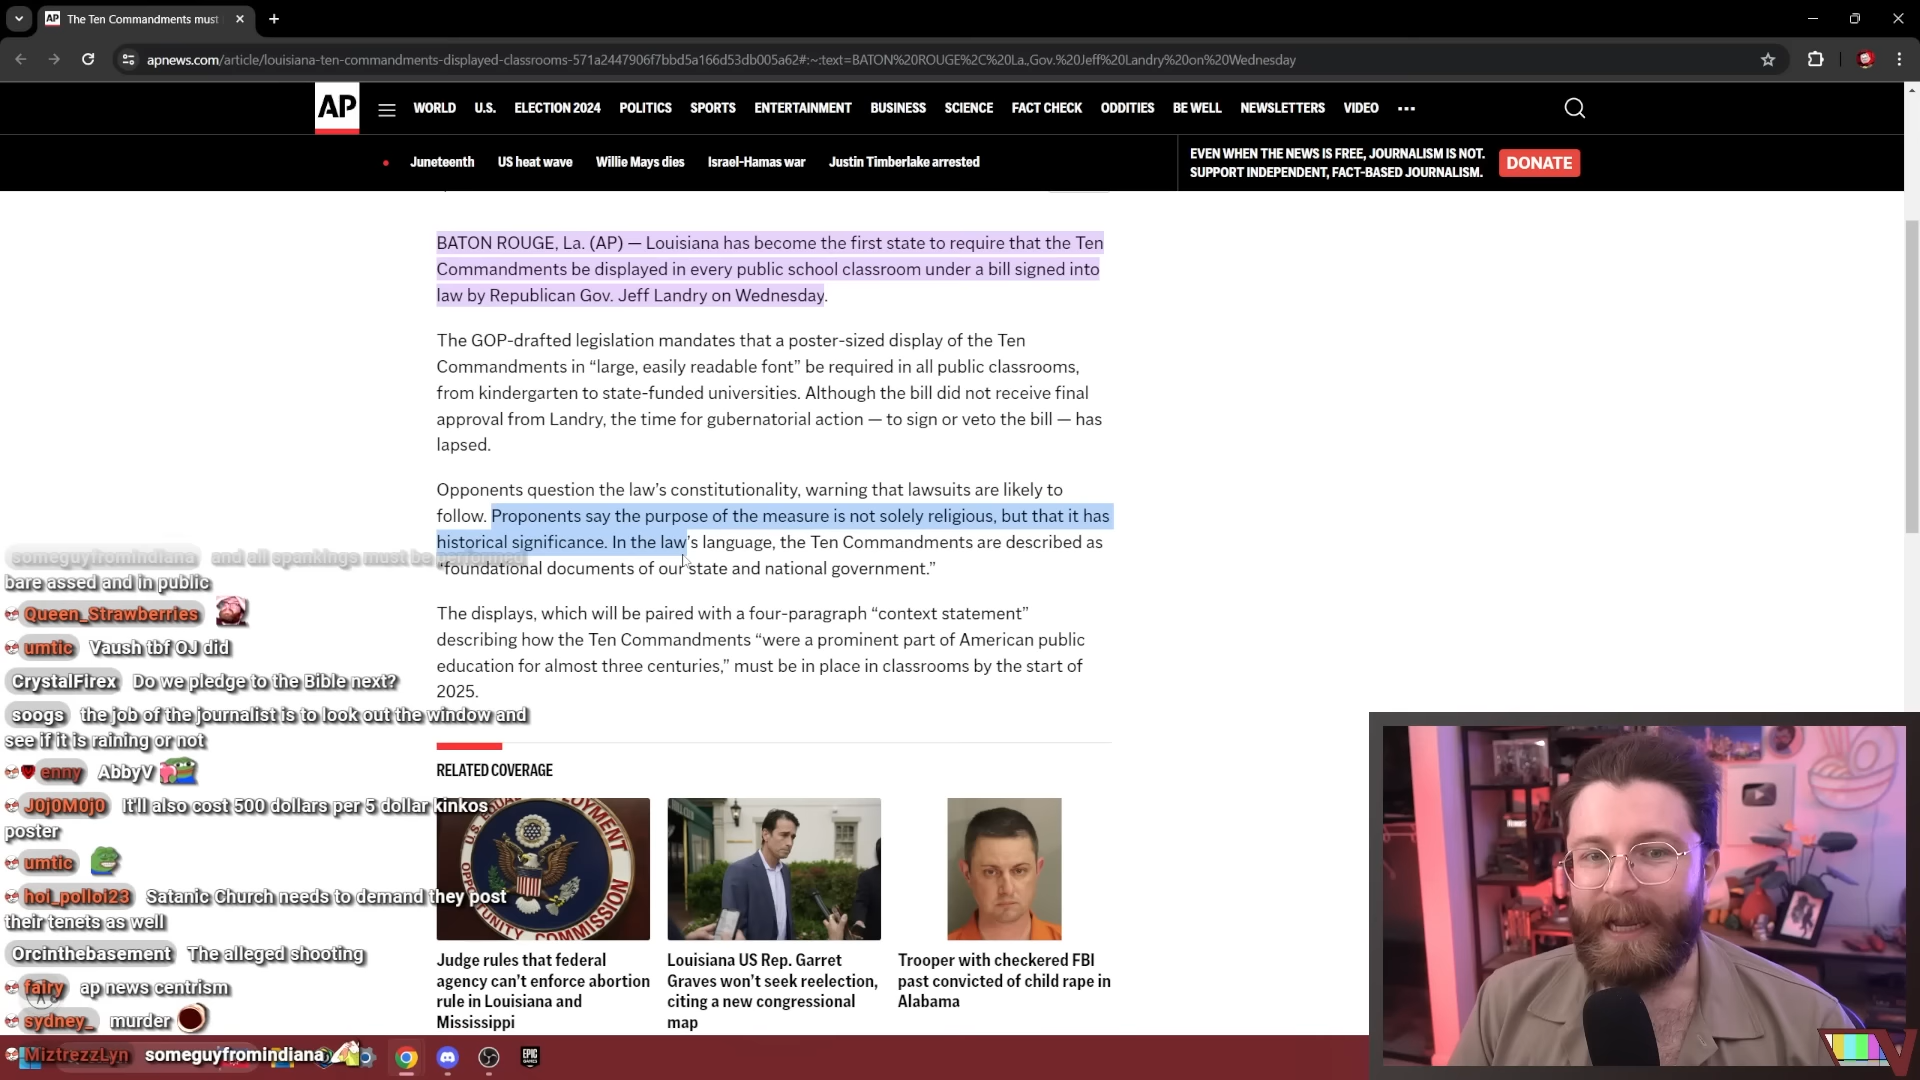 AP The Ten Commandments must
apnews.com/article/louisiana-ten-commandments-displayed-classrooms-571a2447906f7bbd5a166d53db005a62#:~:text=BATON%20ROUGE%2C%20La.,Gov.%20Jeff%20Landry%20on%20Wednesday
AP WORLD U.S. ELECTION 2024 POLITICS SPORTS ENTERTAINMENT BUSINESS SCIENCE FACT CHECK ODDITIES BE WELL NEWSLETTERS VIDEO
Juneteenth US heat wave Willie Mays dies Israel-Hamas war Justin Timberlake arrested
EVEN WHEN THE NEWS IS FREE, JOURNALISM IS NOT.
SUPPORT INDEPENDENT, FACT-BASED JOURNALISM.
DONATE
BATON ROUGE, La. (AP) — Louisiana has become the first state to require that the Ten
Commandments be displayed in every public school classroom under a bill signed into
law by Republican Gov. Jeff Landry on Wednesday.
The GOP-drafted legislation mandates that a poster-sized display of the Ten
Commandments in “large, easily readable font” be required in all public classrooms,
from kindergarten to state-funded universities. Although the bill did not receive final
approval from Landry, the time for gubernatorial action — to sign or veto the bill — has
lapsed.
Opponents question the law’s constitutionality, warning that lawsuits are likely to
follow. Proponents say the purpose of the measure is not solely religious, but that it has
historical significance. In the law’s language, the Ten Commandments are described as
“foundational documents of our state and national government.”
The displays, which will be paired with a four-paragraph “context statement”
describing how the Ten Commandments “were a prominent part of American public
education for almost three centuries,” must be in place in classrooms by the start of
2025.
RELATED COVERAGE
U.S. EQUAL EMPLOYMENT OPPORTUNITY COMMISSION
Judge rules that federal
agency can’t enforce abortion
rule in Louisiana and
Mississippi
Louisiana US Rep. Garret
Graves won’t seek reelection,
citing a new congressional
map
Trooper with checkered FBI
past convicted of child rape in
Alabama
someguyfromindiana and all spankings must be performed
bare assed and in public
Queen_Strawberries
umtic Vaush tbf OJ did
CrystalFirex Do we pledge to the Bible next?
soogs the job of the journalist is to look out the window and
see if it is raining or not
enny AbbyV
J0j0M0j0 It'll also cost 500 dollars per 5 dollar kinkos
poster
umtic
hoi_polloi23 Satanic Church needs to demand they post
their tenets as well
Orcinthebasement The alleged shooting
fairy ap news centrism
sydney_ murder
MiztrezzLyn someguyfromindiana
EPIC
GAMES
V